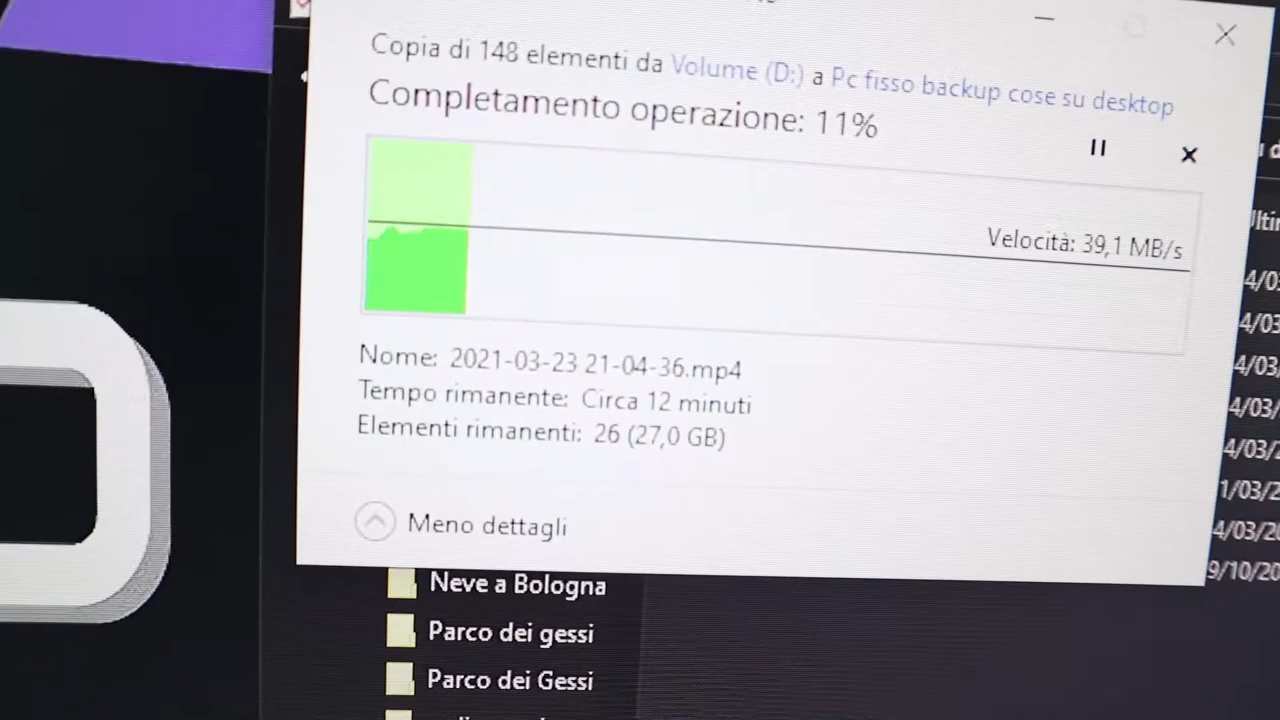 Copia di 148 elementi da Volume (D:) a Pc fisso backup cose su desktop
Completamento operazione: 11%
Velocità: 39,1 MB/s
Nome: 2021-03-23 21-04-36.mp4
Tempo rimanente: Circa 12 minuti
Elementi rimanenti: 26 (27,0 GB)
Meno dettagli
Neve a Bologna
Parco dei gessi
Parco dei Gessi